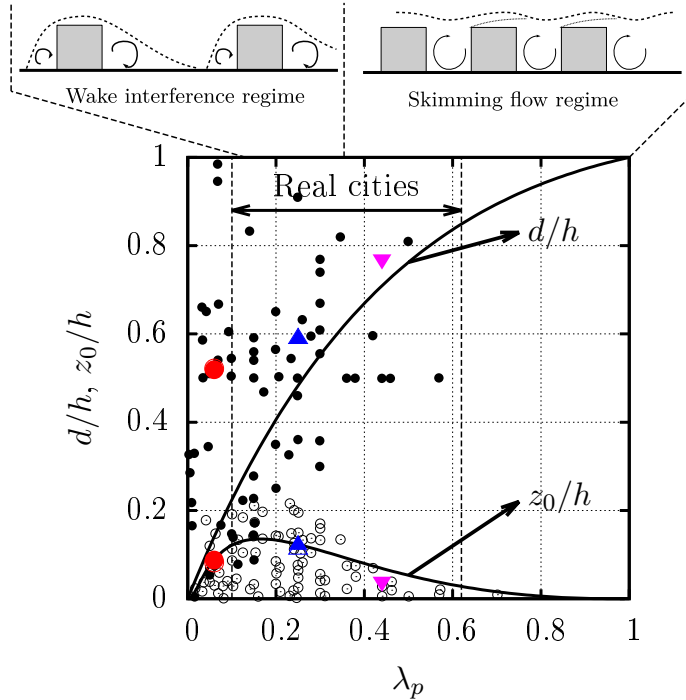 Wake interference regime
Skimming flow regime
1
Real cities
0.8
d/h
0.6
d/h, z₀/h
0.4
0.2
z₀/h
0
0 0.2 0.4 0.6 0.8 1
λₚ